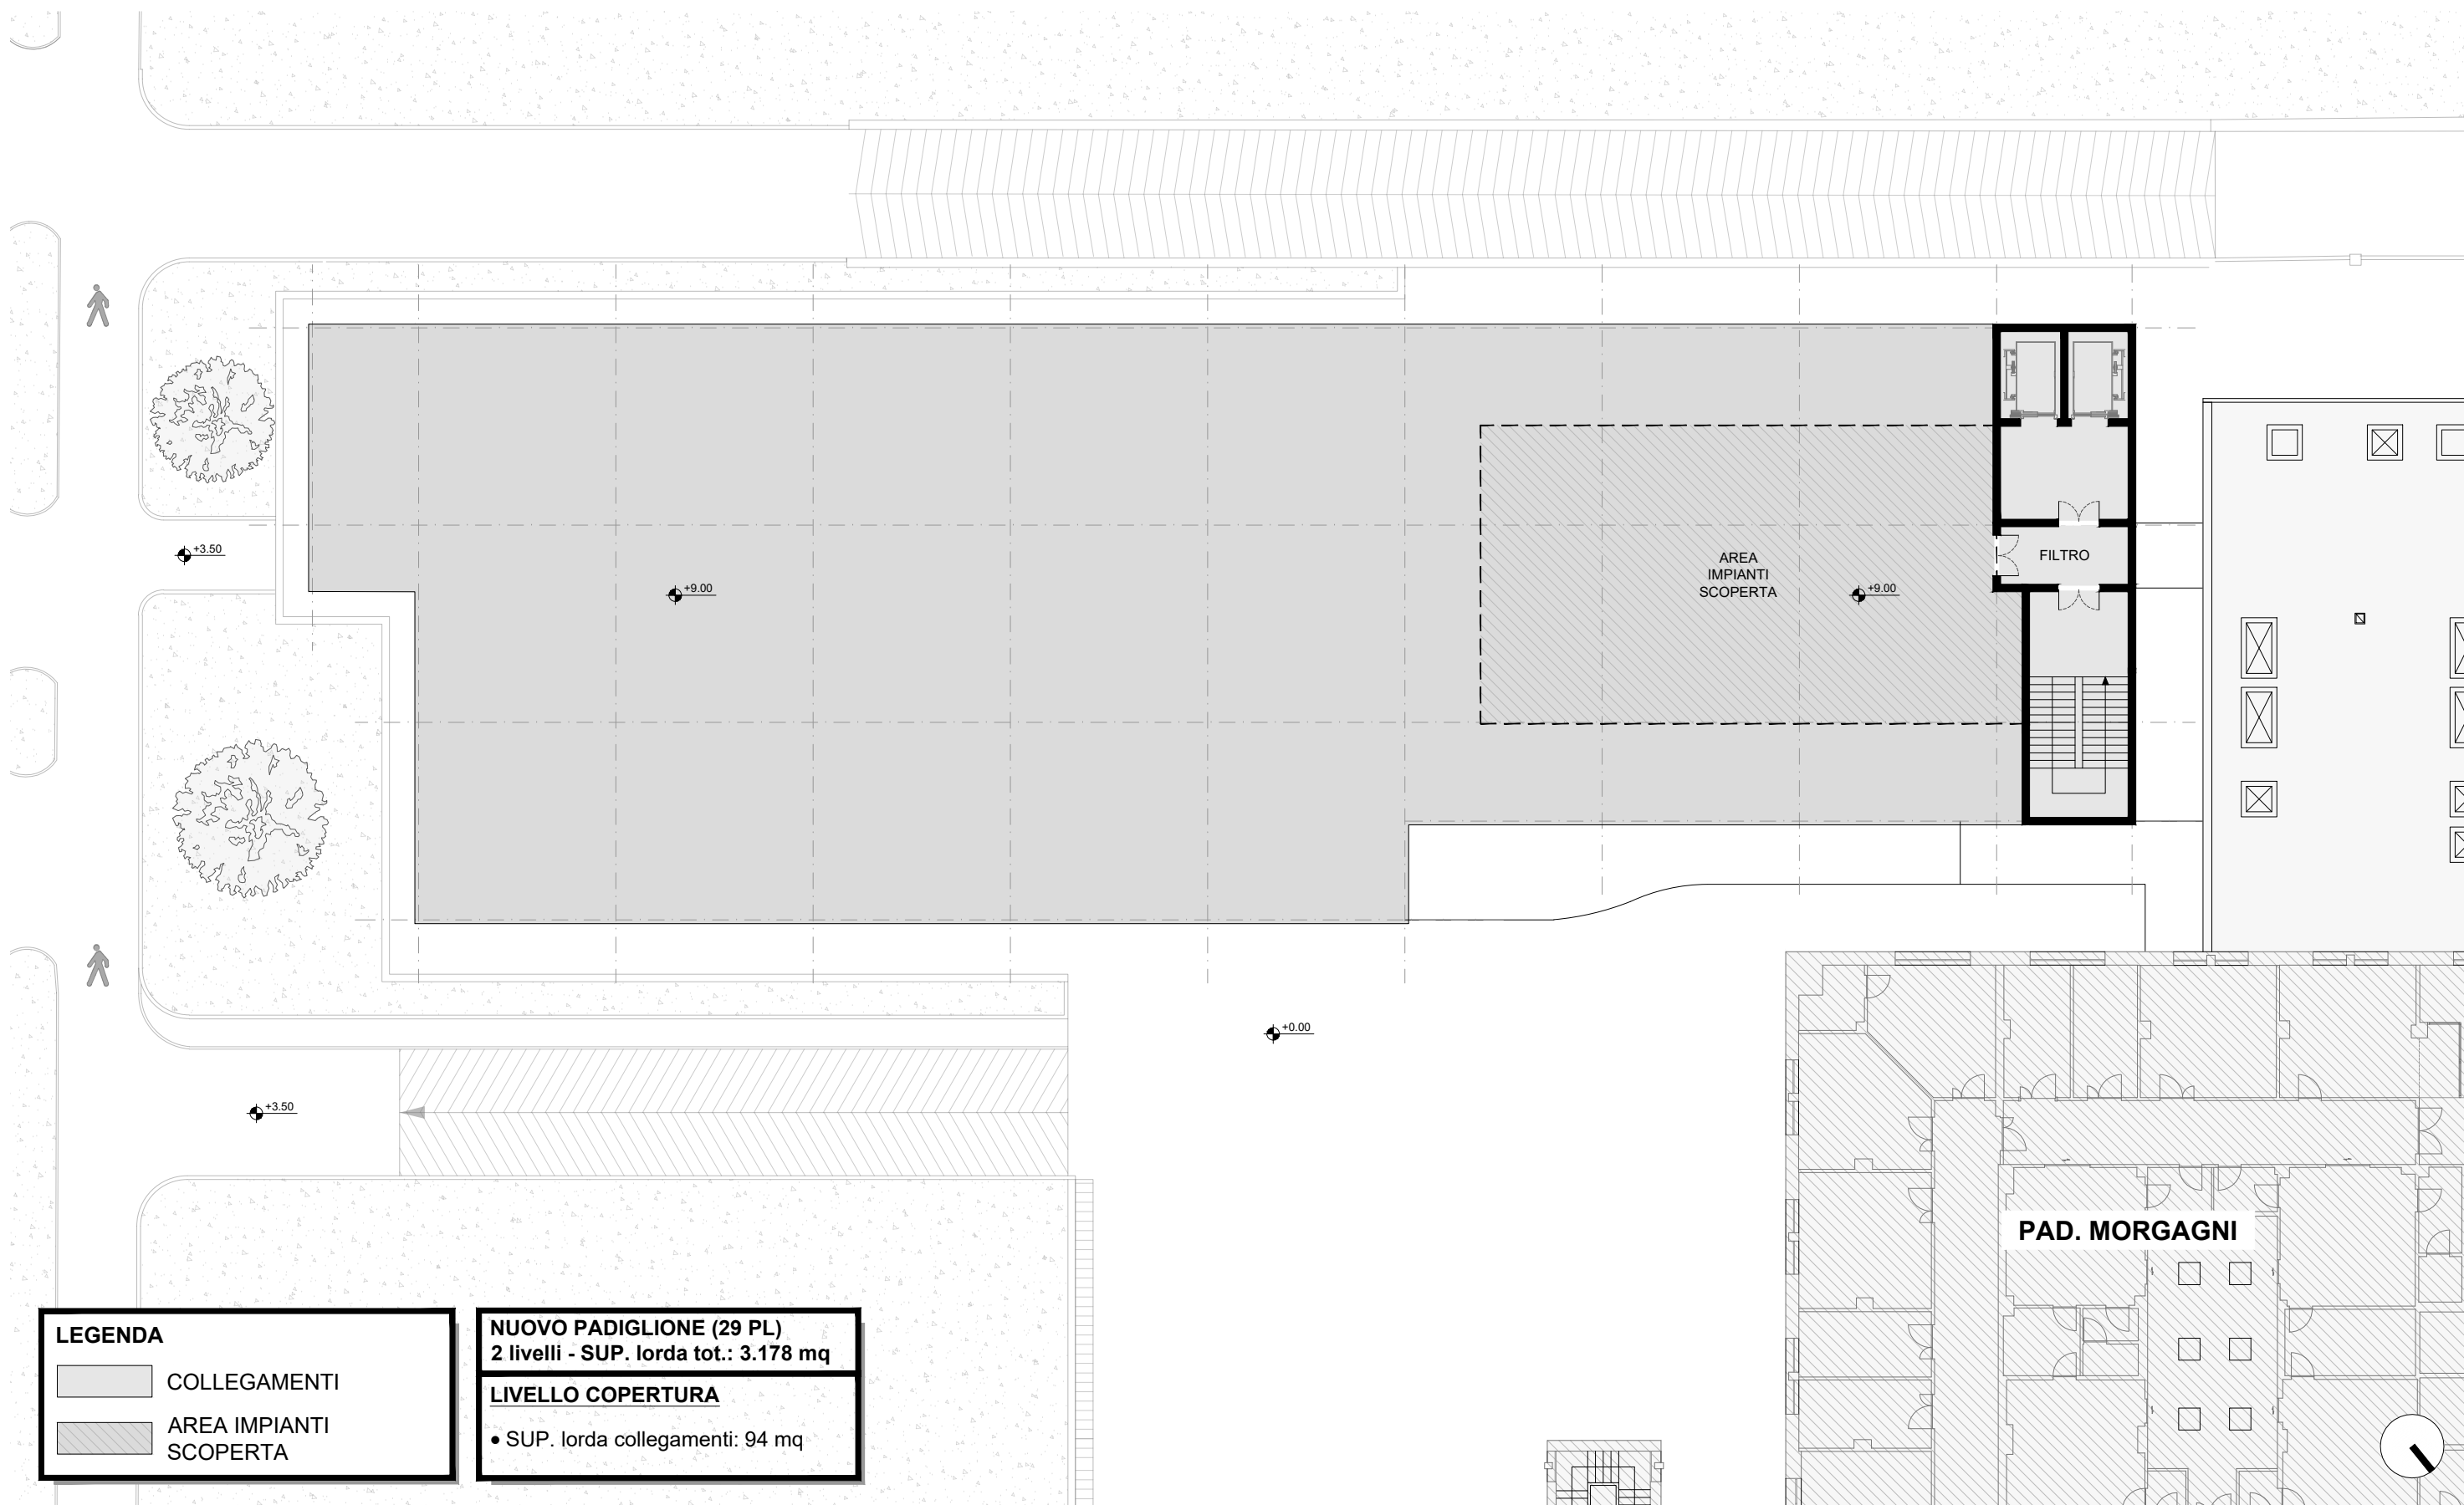 +3.50
+9.00
AREA
IMPIANTI
SCOPERTA
+9.00
FILTRO
+0.00
+3.50
PAD. MORGAGNI
LEGENDA
COLLEGAMENTI
AREA IMPIANTI
SCOPERTA
NUOVO PADIGLIONE (29 PL)
2 livelli - SUP. lorda tot.: 3.178 mq
LIVELLO COPERTURA
• SUP. lorda collegamenti: 94 mq